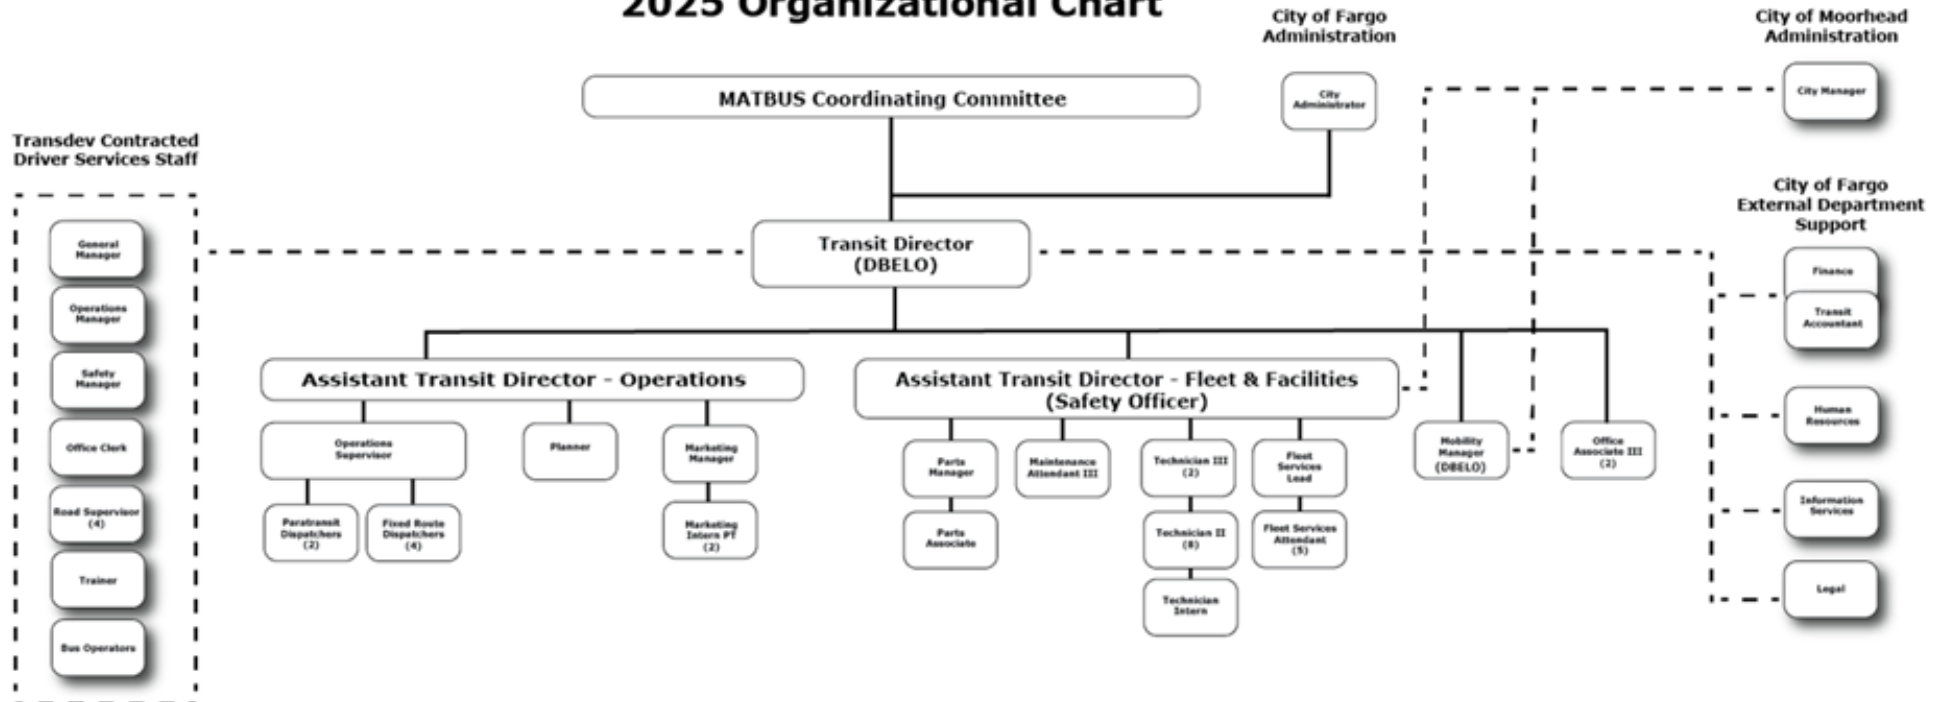 2025 Organizational Chart
City of Fargo
Administration
City of Moorhead
Administration
MATBUS Coordinating Committee
City
Administrator
City Manager
Transdev Contracted
Driver Services Staff
City of Fargo
External Department
Support
General
Manager
Operations
Manager
Safety
Manager
Office Clerk
Road Supervisor
(4)
Trainer
Bus Operators
Transit Director
(DBELO)
Finance
Transit
Accountant
Human
Resources
Information
Services
Legal
Assistant Transit Director - Operations
Operations
Supervisor
Planner
Marketing
Manager
Paratransit
Dispatchers
(2)
Fixed Route
Dispatchers
(4)
Marketing
Intern PT
(2)
Assistant Transit Director - Fleet & Facilities
(Safety Officer)
Parts
Manager
Maintenance
Attendant III
Technician III
(2)
Fleet
Services
Lead
Parts
Associate
Technician II
(8)
Fleet Services
Attendant
(5)
Technician
Intern
Mobility
Manager
(DBELO)
Office
Associate III
(2)